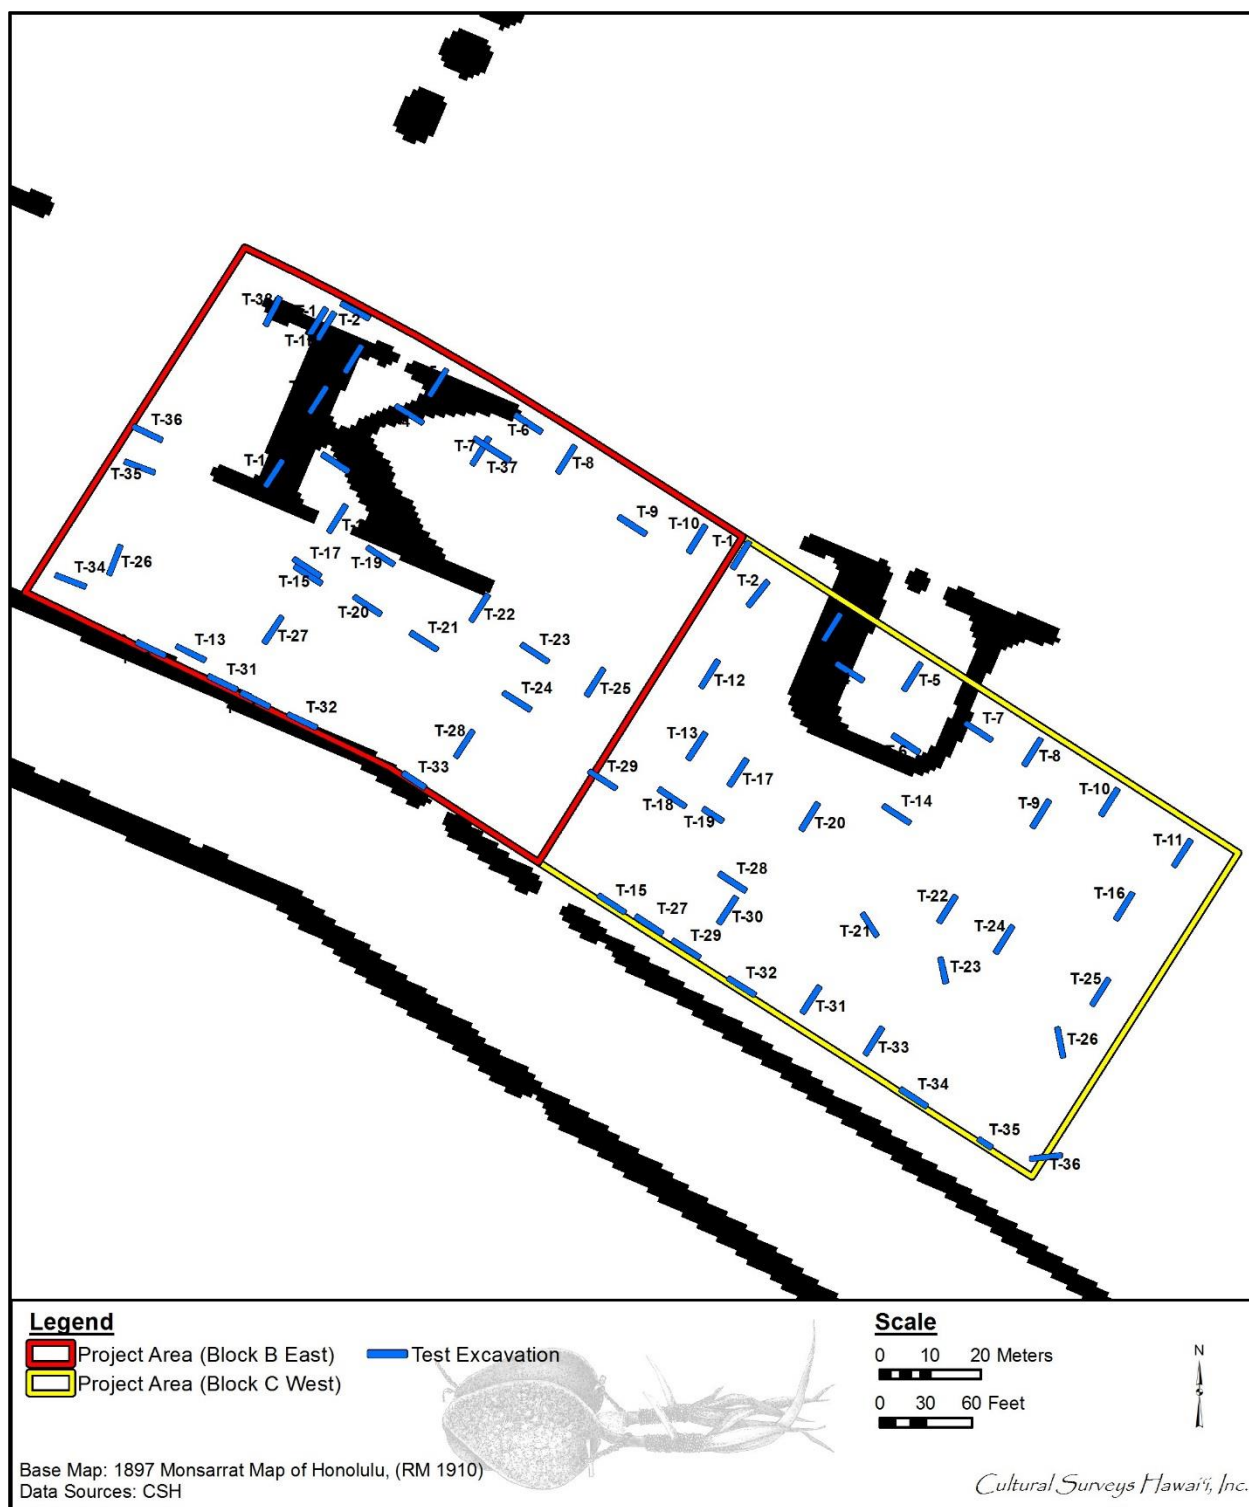 T-38
T-2
K
T-6
T-36
T-7
T-8
T-37
T-35
T-9
T-10
T-17
T-19
T-34
T-26
T-15
T-2
U
T-20
T-22
T-27
T-21
T-13
T-23
T-5
T-31
T-12
T-24
T-25
T-32
T-7
T-28
T-13
T-8
T-33
T-29
T-17
T-18
T-14
T-10
T-19
T-20
T-9
T-11
T-28
T-15
T-30
T-22
T-16
T-27
T-21
T-24
T-29
T-23
T-32
T-25
T-31
T-33
T-26
T-34
T-35
T-36
Legend
Project Area (Block B East)
Test Excavation
Project Area (Block C West)
Scale
0 10 20 Meters
0 30 60 Feet
N
Base Map: 1897 Monsarrat Map of Honolulu, (RM 1910)
Data Sources: CSH
Cultural Surveys Hawai‘i, Inc.